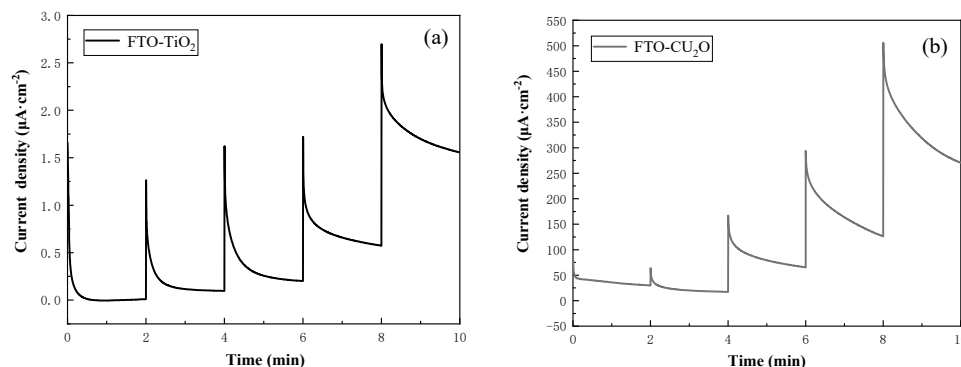 FTO-TiO₂
(a)
Current density (μA·cm⁻²)
3.0
2.5
2.0
1.5
1.0
0.5
0.0
0 2 4 6 8 10
Time (min)
FTO-CU₂O
(b)
Current density (μA·cm⁻²)
550
500
450
400
350
300
250
200
150
100
50
0
−50
0 2 4 6 8 1
Time (min)